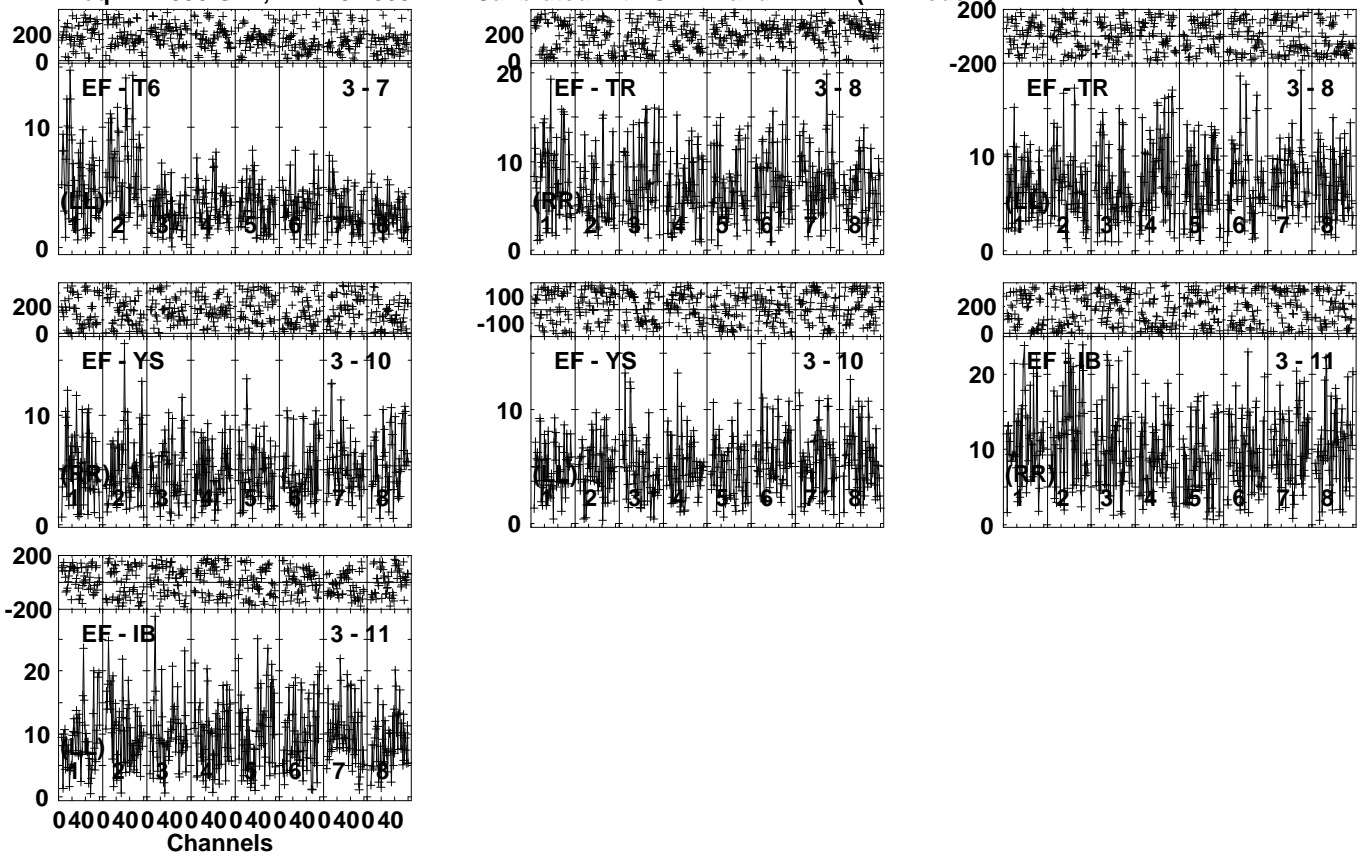 200 0 200 0 200 -200
EF - T6 3 - 7 EF - TR 3 - 8 EF - TR 3 - 8
10 0 20 10 0 10 0
(LL) (RR) (LL)
1 2 3 4 5 6 7 8 1 2 3 4 5 6 7 8 1 2 3 4 5 6 7 8
200 0 100 -100 200 0
EF - YS 3 - 10 EF - YS 3 - 10 EF - IB 3 - 11
10 0 10 0 20 10 0
(RR) (LL) (RR)
1 2 3 4 5 6 7 8 1 2 3 4 5 6 7 8 1 2 3 4 5 6 7 8
200 -200
EF - IB 3 - 11
20 10 0
(LL)
1 2 3 4 5 6 7 8
0 40 0 40 0 40 0 40 0 40 0 40 0 40 0 40
Channels